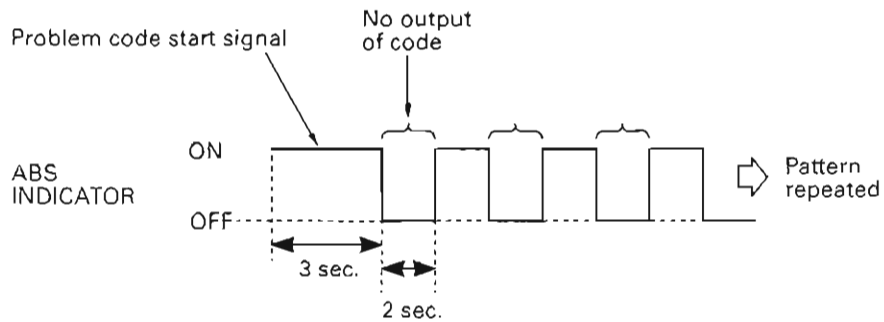 No output
of code
Problem code start signal
ON
ABS
INDICATOR
OFF
Pattern
repeated
3 sec.
2 sec.